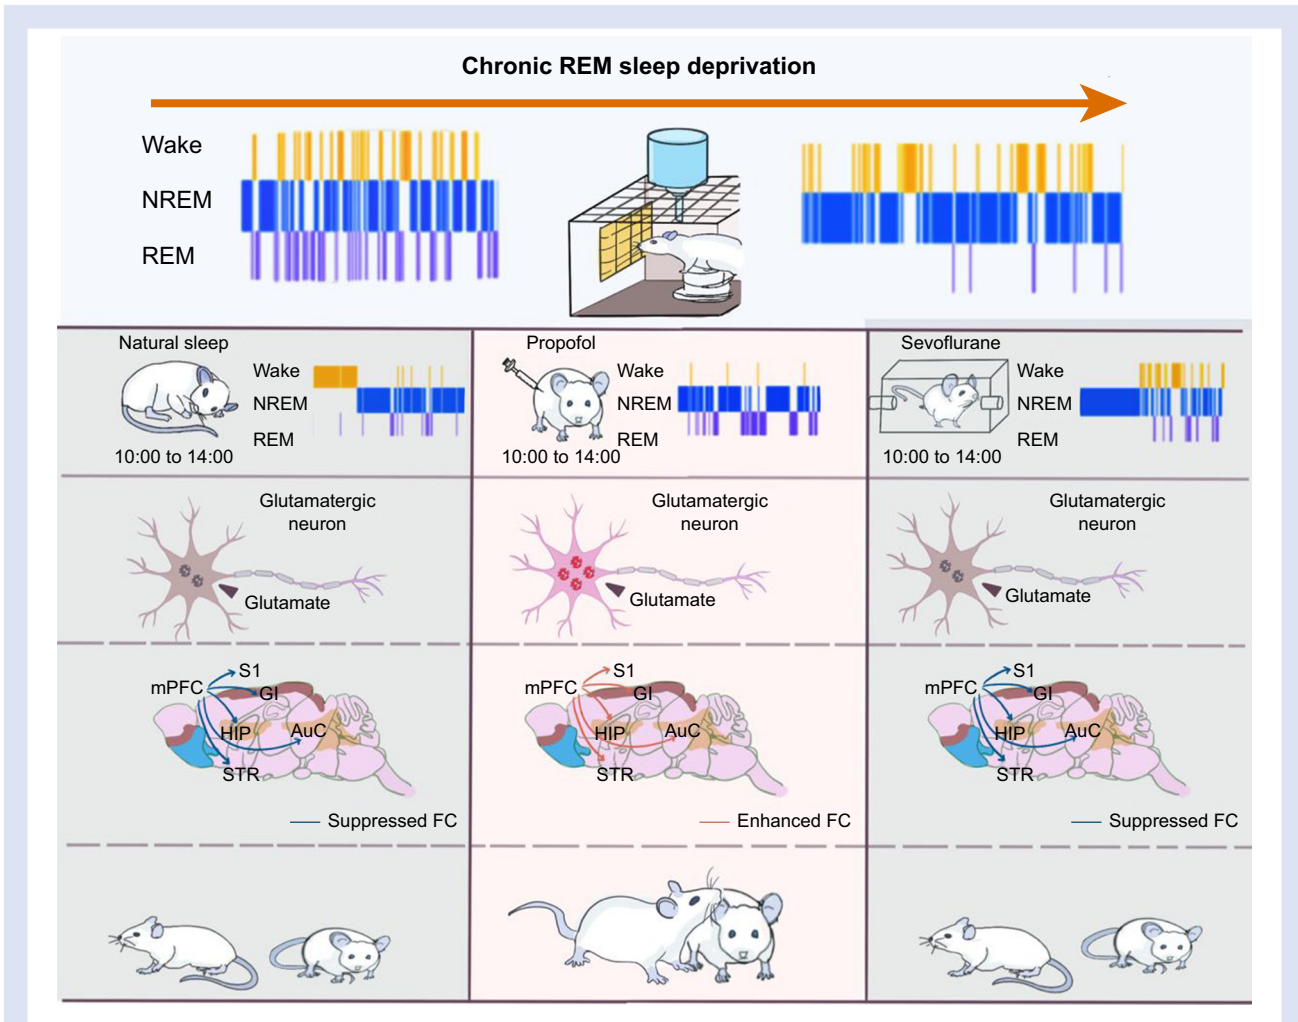 Chronic REM sleep deprivation
Wake
NREM
REM
Natural sleep
Wake
NREM
REM
10:00 to 14:00
Propofol
Wake
NREM
REM
10:00 to 14:00
Sevoflurane
Wake
NREM
REM
10:00 to 14:00
Glutamatergic
neuron
Glutamate
Glutamatergic
neuron
Glutamate
Glutamatergic
neuron
Glutamate
S1
mPFC
GI
HIP
AuC
STR
Suppressed FC
S1
mPFC
GI
HIP
AuC
STR
Enhanced FC
S1
mPFC
GI
HIP
AuC
STR
Suppressed FC